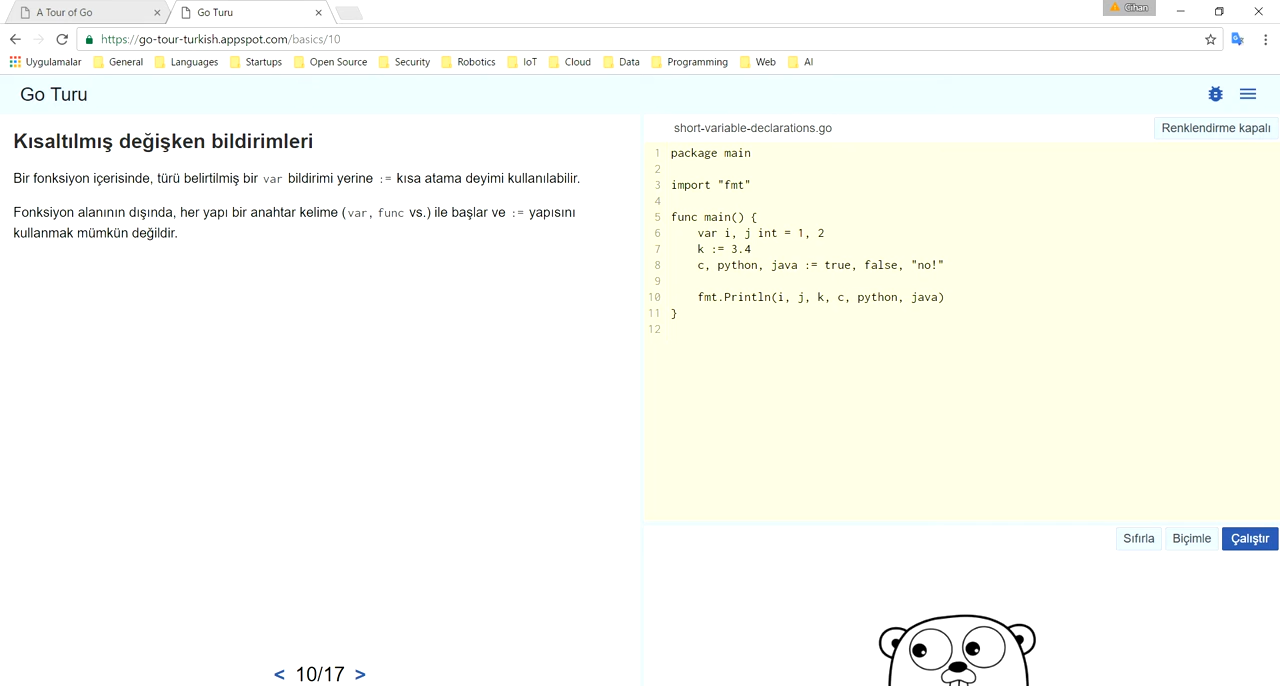 A Tour of Go
Go Turu
Cihan
https://go-tour-turkish.appspot.com/basics/10
Uygulamalar General Languages Startups Open Source Security Robotics IoT Cloud Data Programming Web AI
Go Turu
Kısaltılmış değişken bildirimleri
Bir fonksiyon içerisinde, türü belirtilmiş bir var bildirimi yerine := kısa atama deyimi kullanılabilir.
Fonksiyon alanının dışında, her yapı bir anahtar kelime (var, func vs.) ile başlar ve := yapısını
kullanmak mümkün değildir.
< 10/17 >
short-variable-declarations.go
Renklendirme kapalı
1 package main
2
3 import "fmt"
4
5 func main() {
6 var i, j int = 1, 2
7 k := 3.4
8 c, python, java := true, false, "no!"
9
10 fmt.Println(i, j, k, c, python, java)
11 }
12
Sıfırla Biçimle Çalıştır